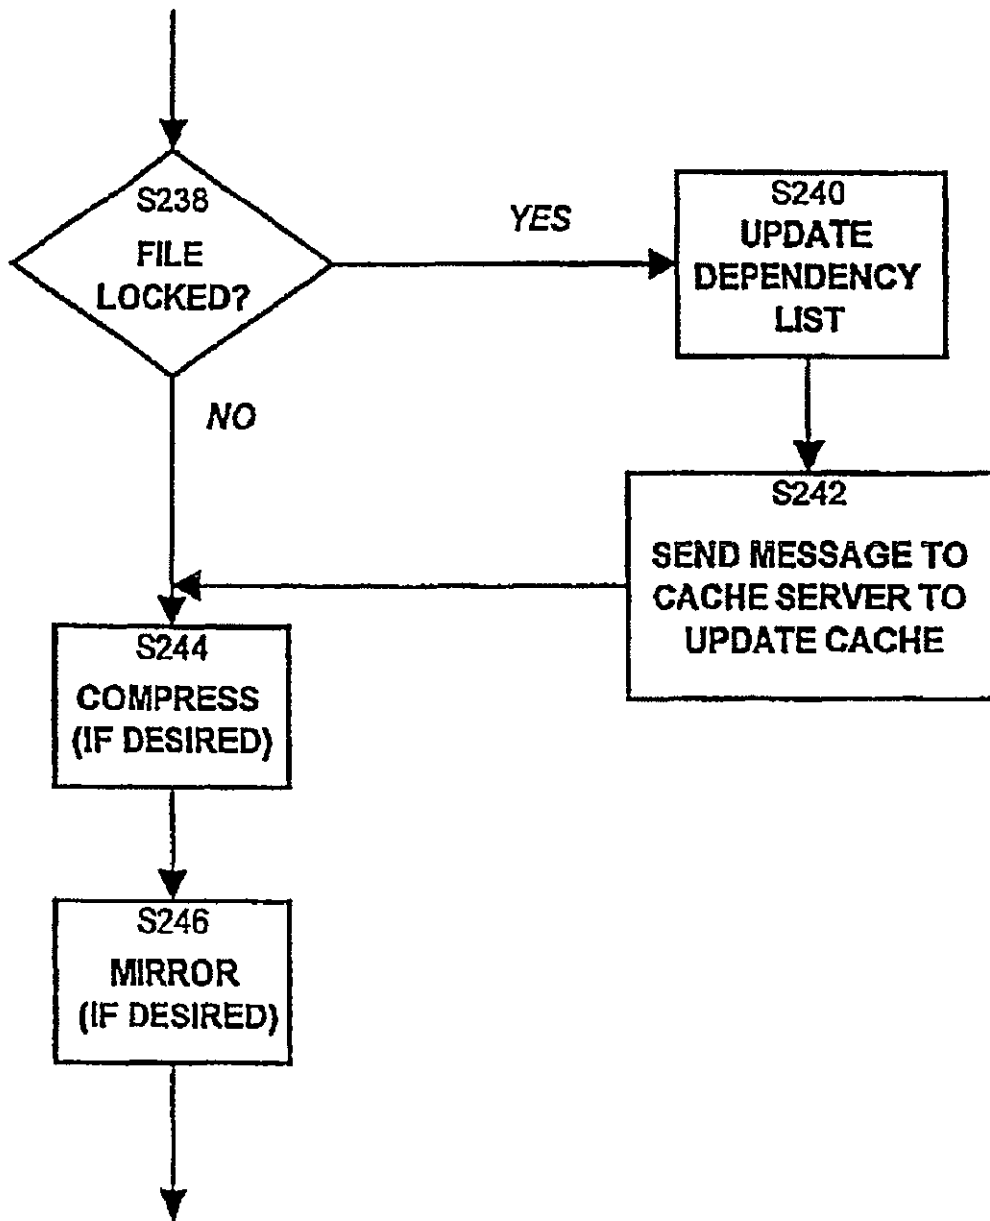 S238
FILE
LOCKED?
YES
S240
UPDATE
DEPENDENCY
LIST
NO
S242
SEND MESSAGE TO
CACHE SERVER TO
UPDATE CACHE
S244
COMPRESS
(IF DESIRED)
S246
MIRROR
(IF DESIRED)